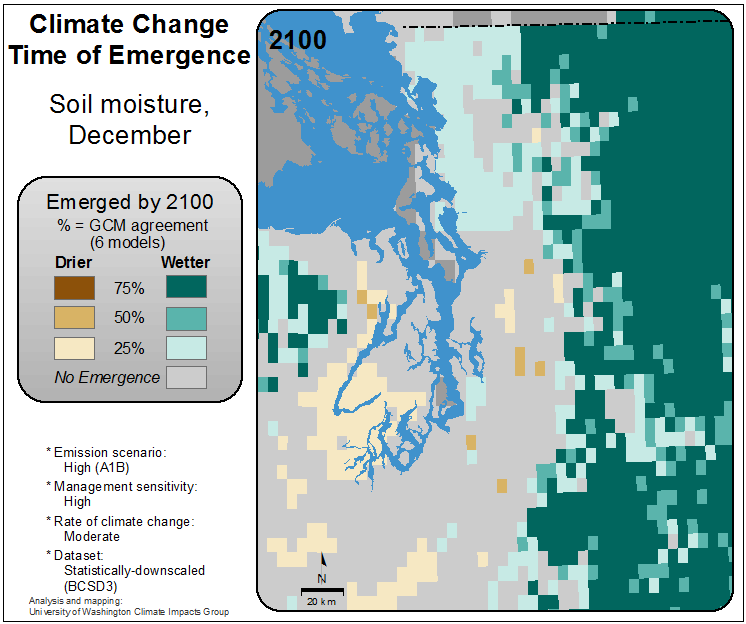 Climate Change
Time of Emergence
Soil moisture,
December
Emerged by 2100
% = GCM agreement
(6 models)
Drier Wetter
75%
50%
25%
No Emergence
* Emission scenario:
High (A1B)
* Management sensitivity:
High
* Rate of climate change:
Moderate
* Dataset:
Statistically-downscaled
(BCSD3)
Analysis and mapping:
University of Washington Climate Impacts Group
2100
N
20 km